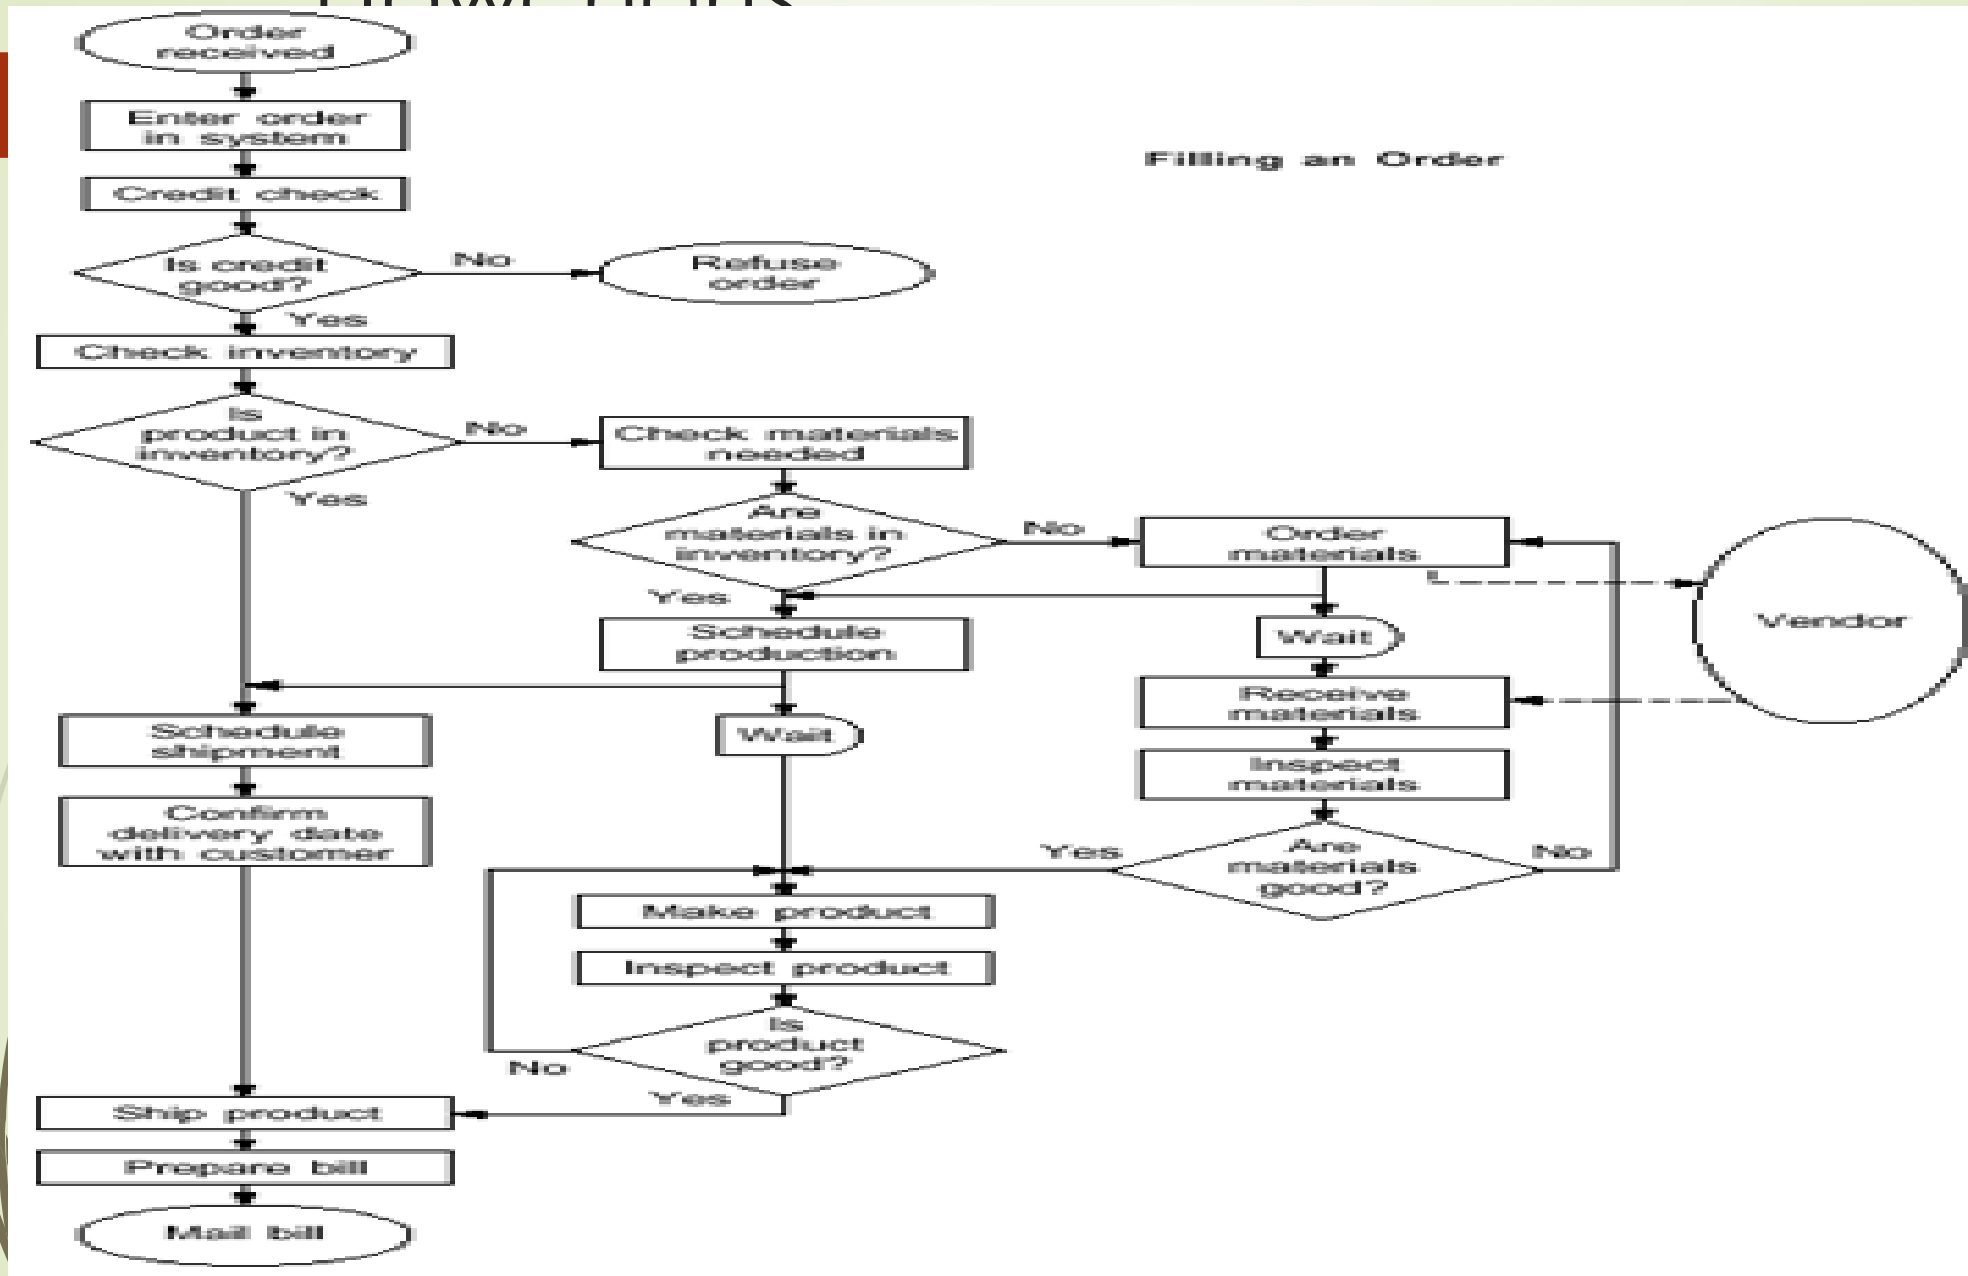 Order
received
Enter order
in system
Filling an Order
Credit check
Is credit
good?
No
Refuse
order
Yes
Check inventory
Is
product in
inventory?
No
Check materials
needed
Yes
Are
materials in
inventory?
No
Order
materials
Yes
Vendor
Schedule
production
Wait
Receive
materials
Schedule
shipment
Wait
Inspect
materials
Confirm
delivery date
with customer
Yes
Are
materials
good?
No
Make product
Inspect product
Is
product
good?
No
Yes
Ship product
Prepare bill
Mail bill